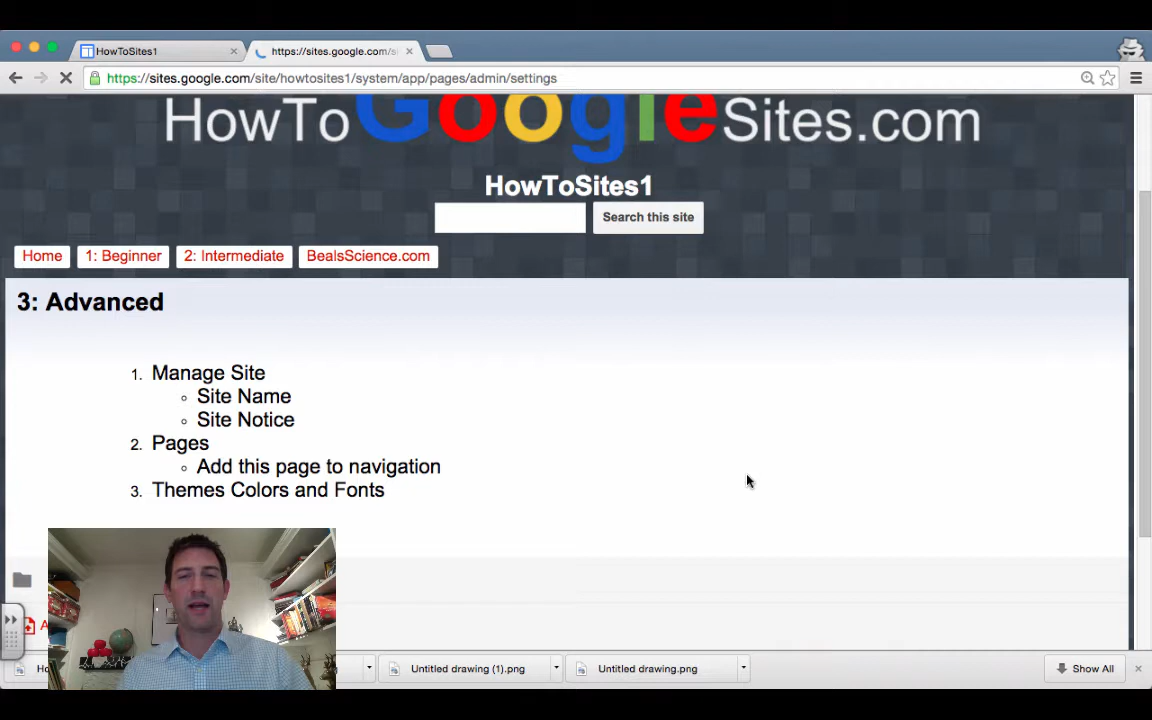 HowToSites1
https://sites.google.com/si
https://sites.google.com/site/howtosites1/system/app/pages/admin/settings
HowToGoogleSites.com
HowToSites1
Search this site
Home 1: Beginner 2: Intermediate BealsScience.com
3: Advanced
1. Manage Site
Site Name
Site Notice
2. Pages
Add this page to navigation
3. Themes Colors and Fonts
Untitled drawing (1).png Untitled drawing.png Show All